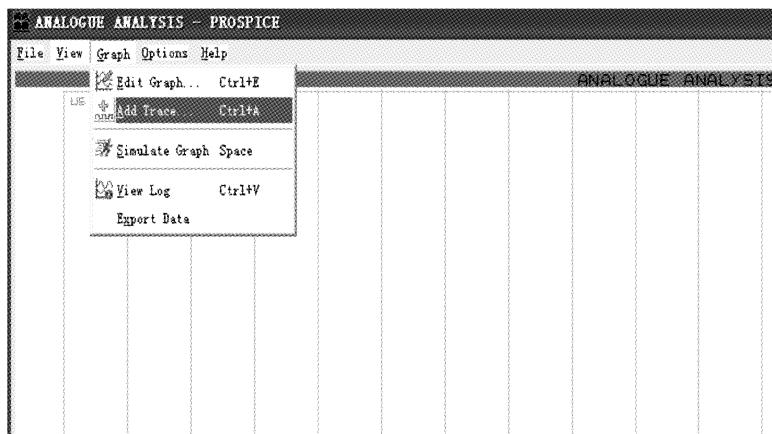 ANALOGUE ANALYSIS - PROSPICE
File View Graph Options Help
ANALOGUE ANALYSIS
Edit Graph... Ctrl+E
Add Trace... Ctrl+A
Simulate Graph Space
View Log Ctrl+V
Export Data